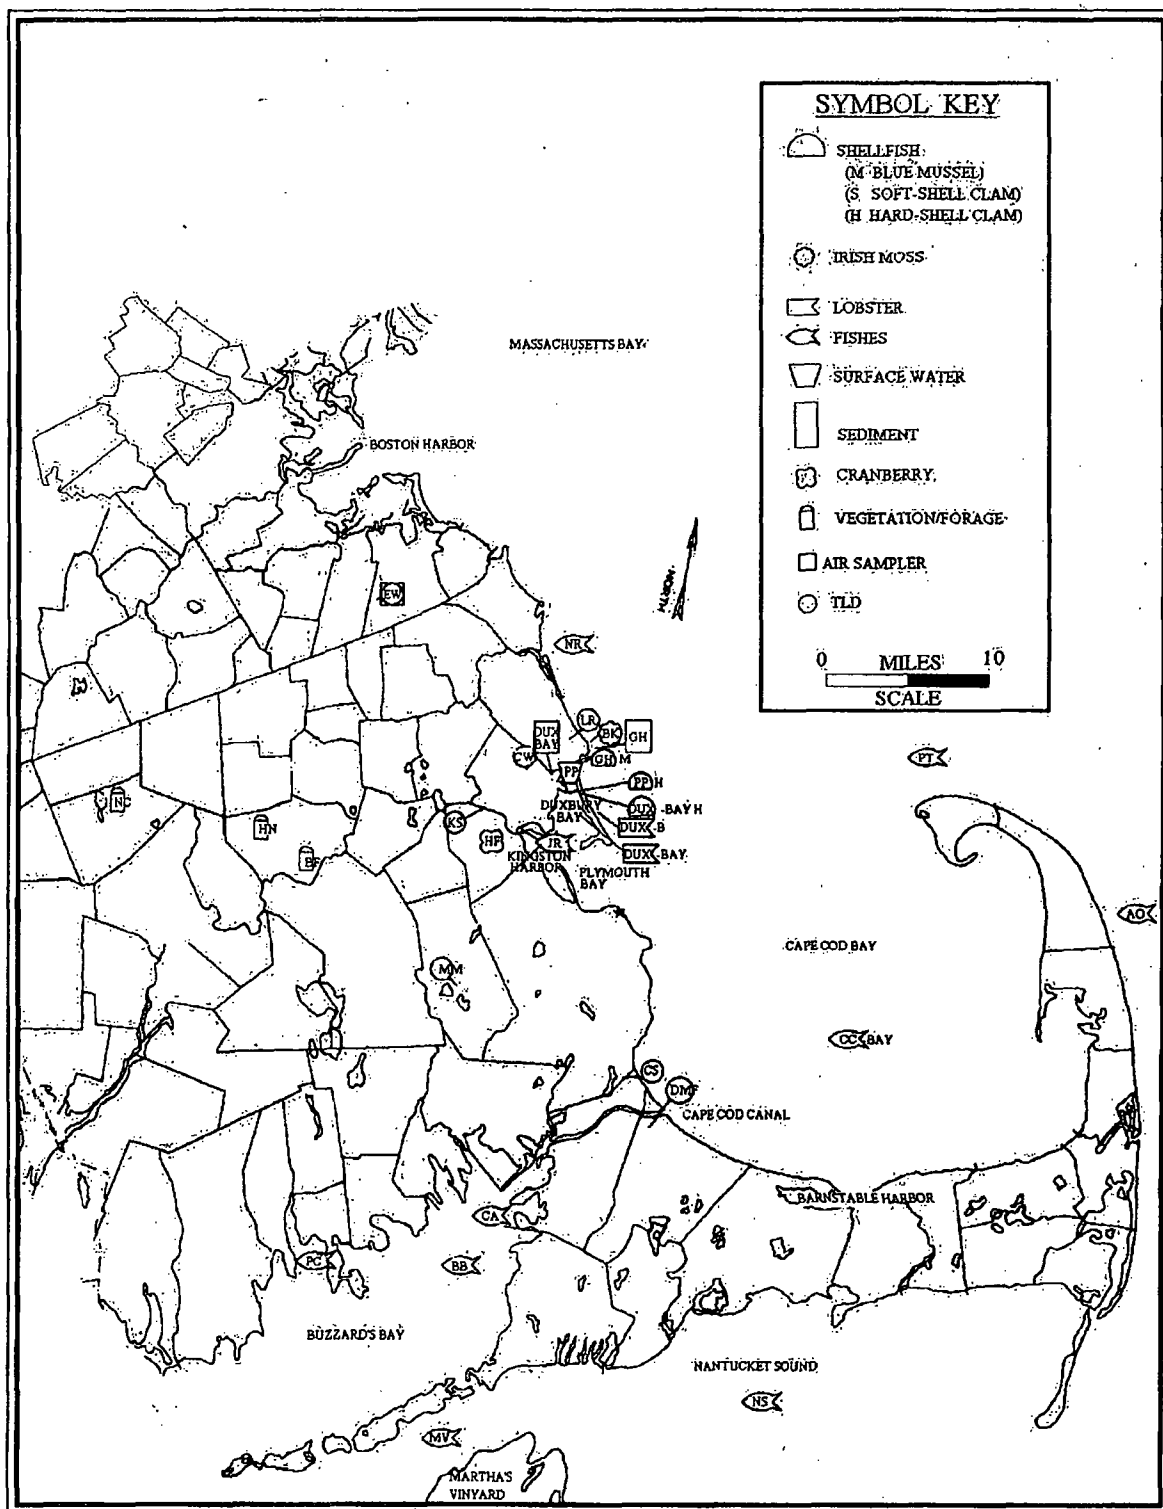 SYMBOL KEY
SHELLFISH
(M BLUE MUSSEL)
(S SOFT-SHELL CLAM)
(H HARD-SHELL CLAM)
IRISH MOSS
LOBSTER
FISHES
SURFACE WATER
SEDIMENT
CRANBERRY
VEGETATION/FORAGE
AIR SAMPLER
TLD
0 MILES 10
SCALE
MASSACHUSETTS BAY
BOSTON HARBOR
NORTH
EW
NR
LR
DUX
BAY
BK
GH
CW
GH M
PP
PP H
PT
DUXBURY
BAY
DUX -BAY H
DUX -B
DUX BAY
HN
BF
KS
HF
JR
KINGSTON
HARBOR
PLYMOUTH
BAY
AO
CAPE COD BAY
MM
CC BAY
CS
DMF
CAPE COD CANAL
BARNSTABLE HARBOR
CA
PC
BB
BUZZARD'S BAY
NANTUCKET SOUND
NS
MV
MARTHA'S
VINYARD